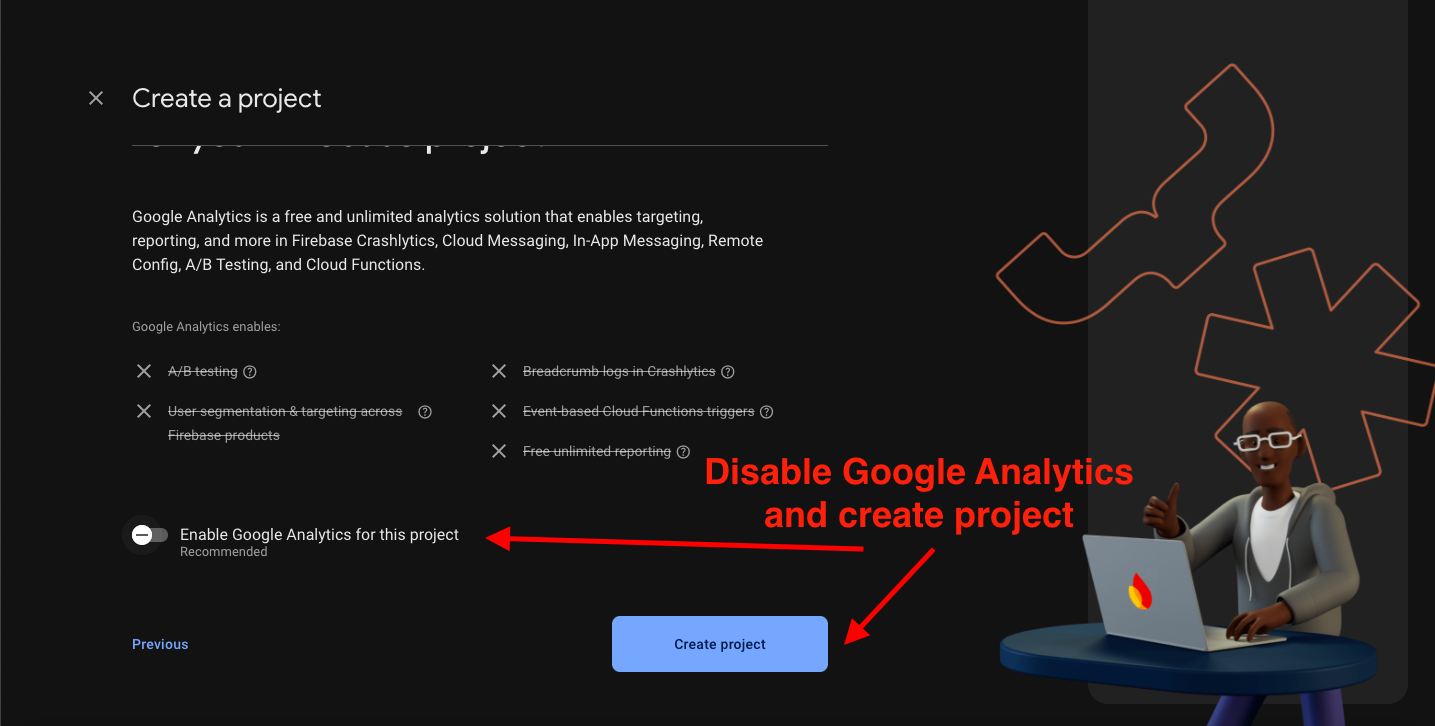 Create a project
Google Analytics is a free and unlimited analytics solution that enables targeting,
reporting, and more in Firebase Crashlytics, Cloud Messaging, In-App Messaging, Remote
Config, A/B Testing, and Cloud Functions.
Google Analytics enables:
A/B testing
Breadcrumb logs in Crashlytics
User segmentation & targeting across
Firebase products
Event-based Cloud Functions triggers
Free unlimited reporting
Disable Google Analytics
and create project
Enable Google Analytics for this project
Recommended
Previous
Create project